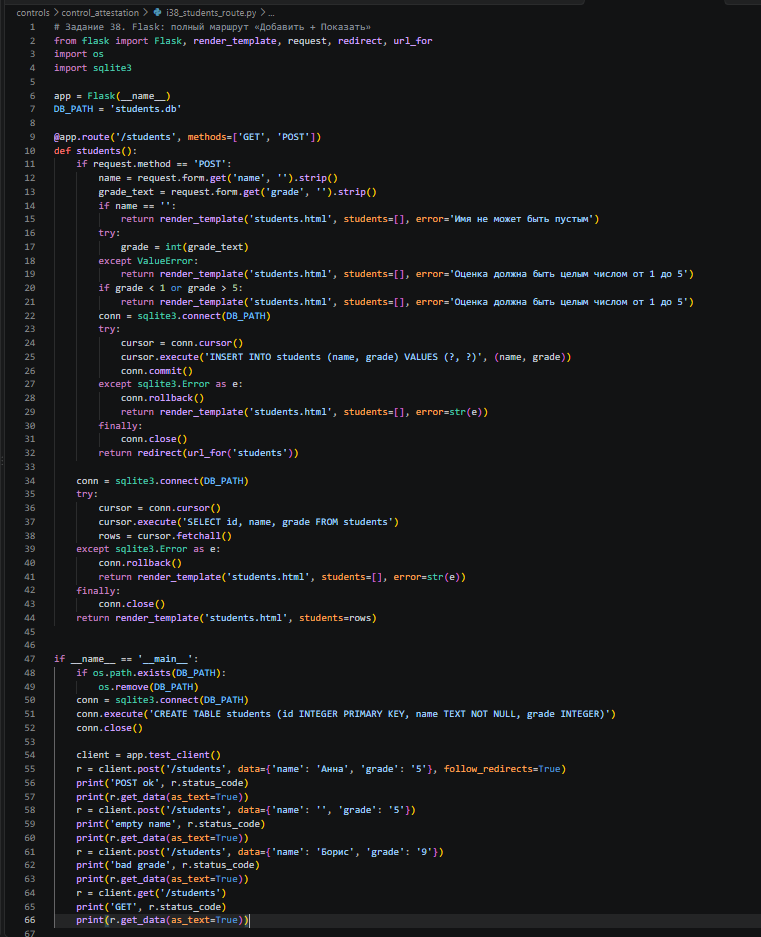 controls > control_attestation > i38_students_route.py > ...
1 # Задание 38. Flask: полный маршрут «Добавить + Показать»
2 from flask import Flask, render_template, request, redirect, url_for
3 import os
4 import sqlite3
5
6 app = Flask(__name__)
7 DB_PATH = 'students.db'
8
9 @app.route('/students', methods=['GET', 'POST'])
10 def students():
11     if request.method == 'POST':
12         name = request.form.get('name', '').strip()
13         grade_text = request.form.get('grade', '').strip()
14         if name == '':
15             return render_template('students.html', students=[], error='Имя не может быть пустым')
16         try:
17             grade = int(grade_text)
18         except ValueError:
19             return render_template('students.html', students=[], error='Оценка должна быть целым числом от 1 до 5')
20         if grade < 1 or grade > 5:
21             return render_template('students.html', students=[], error='Оценка должна быть целым числом от 1 до 5')
22         conn = sqlite3.connect(DB_PATH)
23         try:
24             cursor = conn.cursor()
25             cursor.execute('INSERT INTO students (name, grade) VALUES (?, ?)', (name, grade))
26             conn.commit()
27         except sqlite3.Error as e:
28             conn.rollback()
29             return render_template('students.html', students=[], error=str(e))
30         finally:
31             conn.close()
32         return redirect(url_for('students'))
33
34     conn = sqlite3.connect(DB_PATH)
35     try:
36         cursor = conn.cursor()
37         cursor.execute('SELECT id, name, grade FROM students')
38         rows = cursor.fetchall()
39     except sqlite3.Error as e:
40         conn.rollback()
41         return render_template('students.html', students=[], error=str(e))
42     finally:
43         conn.close()
44     return render_template('students.html', students=rows)
45
46
47 if __name__ == '__main__':
48     if os.path.exists(DB_PATH):
49         os.remove(DB_PATH)
50     conn = sqlite3.connect(DB_PATH)
51     conn.execute('CREATE TABLE students (id INTEGER PRIMARY KEY, name TEXT NOT NULL, grade INTEGER)')
52     conn.close()
53
54     client = app.test_client()
55     r = client.post('/students', data={'name': 'Анна', 'grade': '5'}, follow_redirects=True)
56     print('POST ok', r.status_code)
57     print(r.get_data(as_text=True))
58     r = client.post('/students', data={'name': '', 'grade': '5'})
59     print('empty name', r.status_code)
60     print(r.get_data(as_text=True))
61     r = client.post('/students', data={'name': 'Борис', 'grade': '9'})
62     print('bad grade', r.status_code)
63     print(r.get_data(as_text=True))
64     r = client.get('/students')
65     print('GET', r.status_code)
66     print(r.get_data(as_text=True))
67